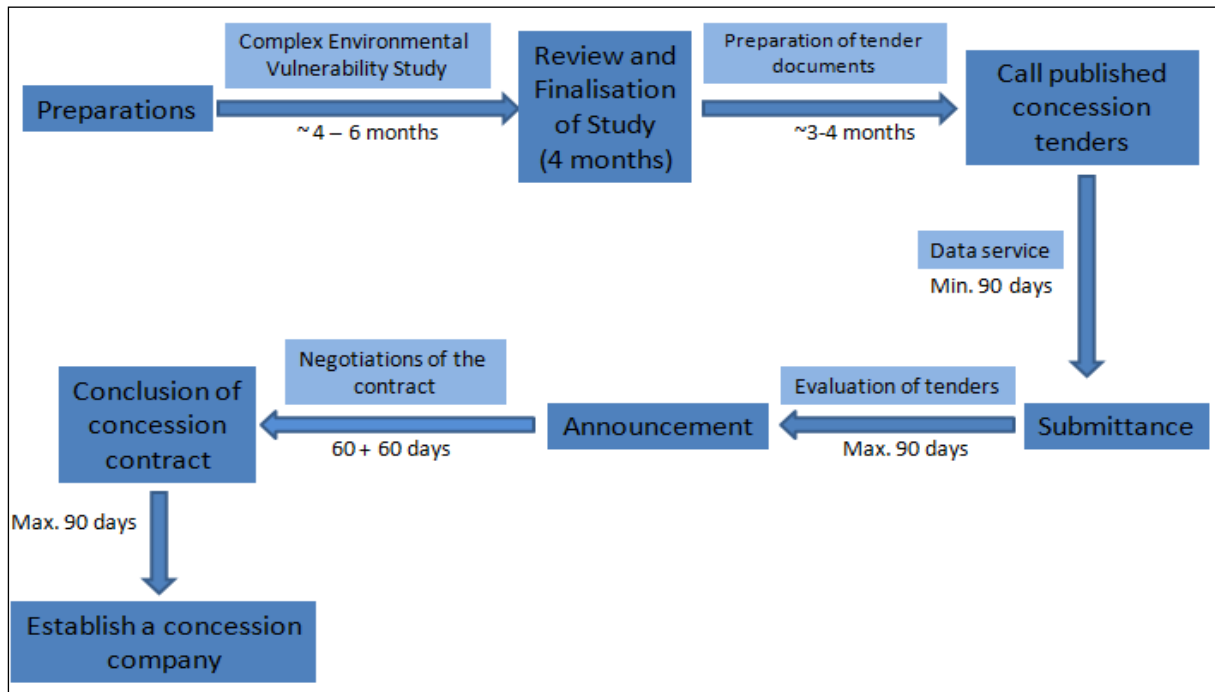 Preparations
Complex Environmental
Vulnerability Study
~ 4 – 6 months
Review and
Finalisation
of Study
(4 months)
Preparation of tender
documents
~3-4 months
Call published
concession
tenders
Data service
Min. 90 days
Submittance
Evaluation of tenders
Max. 90 days
Announcement
Negotiations of the
contract
60 + 60 days
Conclusion of
concession
contract
Max. 90 days
Establish a concession
company